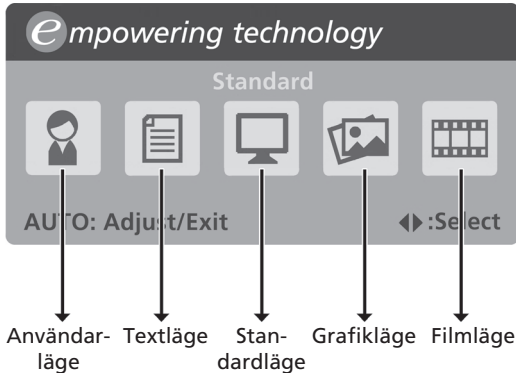 empowering technology
Standard
AUTO: Adjust/Exit ◀▶:Select
Användar- Textläge Stan- Grafikläge Filmläge
läge dardläge